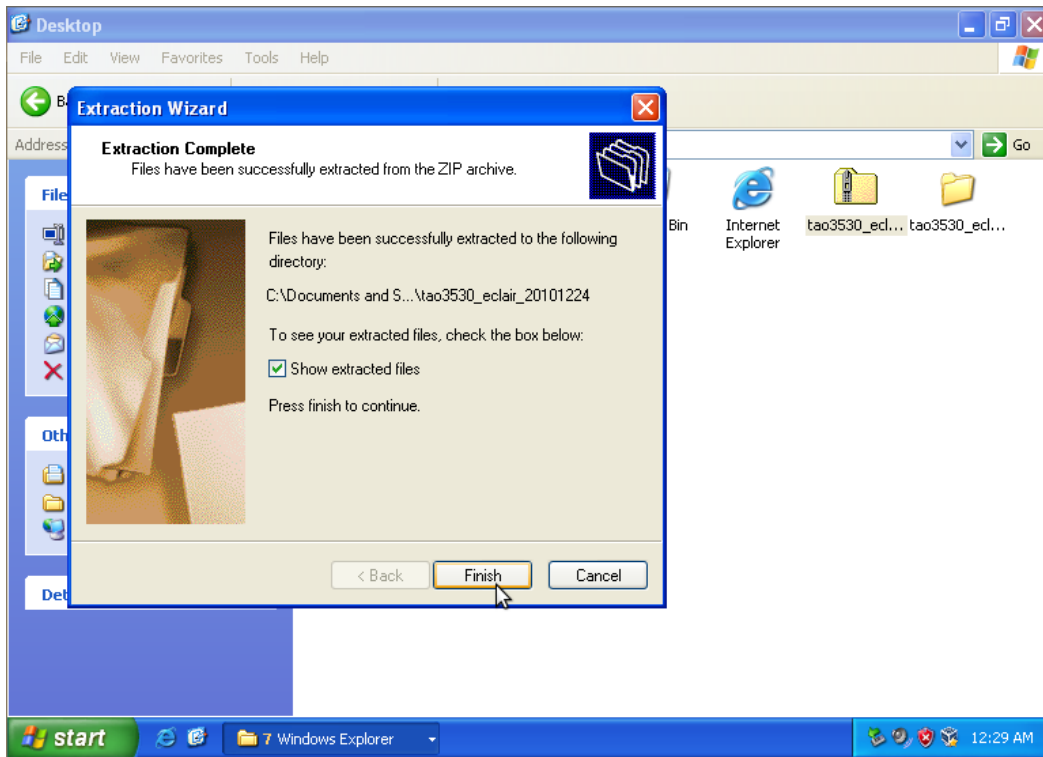 Desktop
File Edit View Favorites Tools Help
Extraction Wizard
Address
Go
Extraction Complete
Files have been successfully extracted from the ZIP archive.
File
Bin
Internet Explorer
tao3530_ecl...
tao3530_ecl...
Files have been successfully extracted to the following
directory:
C:\Documents and S...\tao3530_eclair_20101224
To see your extracted files, check the box below:
Show extracted files
Press finish to continue.
Oth
< Back Finish Cancel
Det
start 7 Windows Explorer 12:29 AM